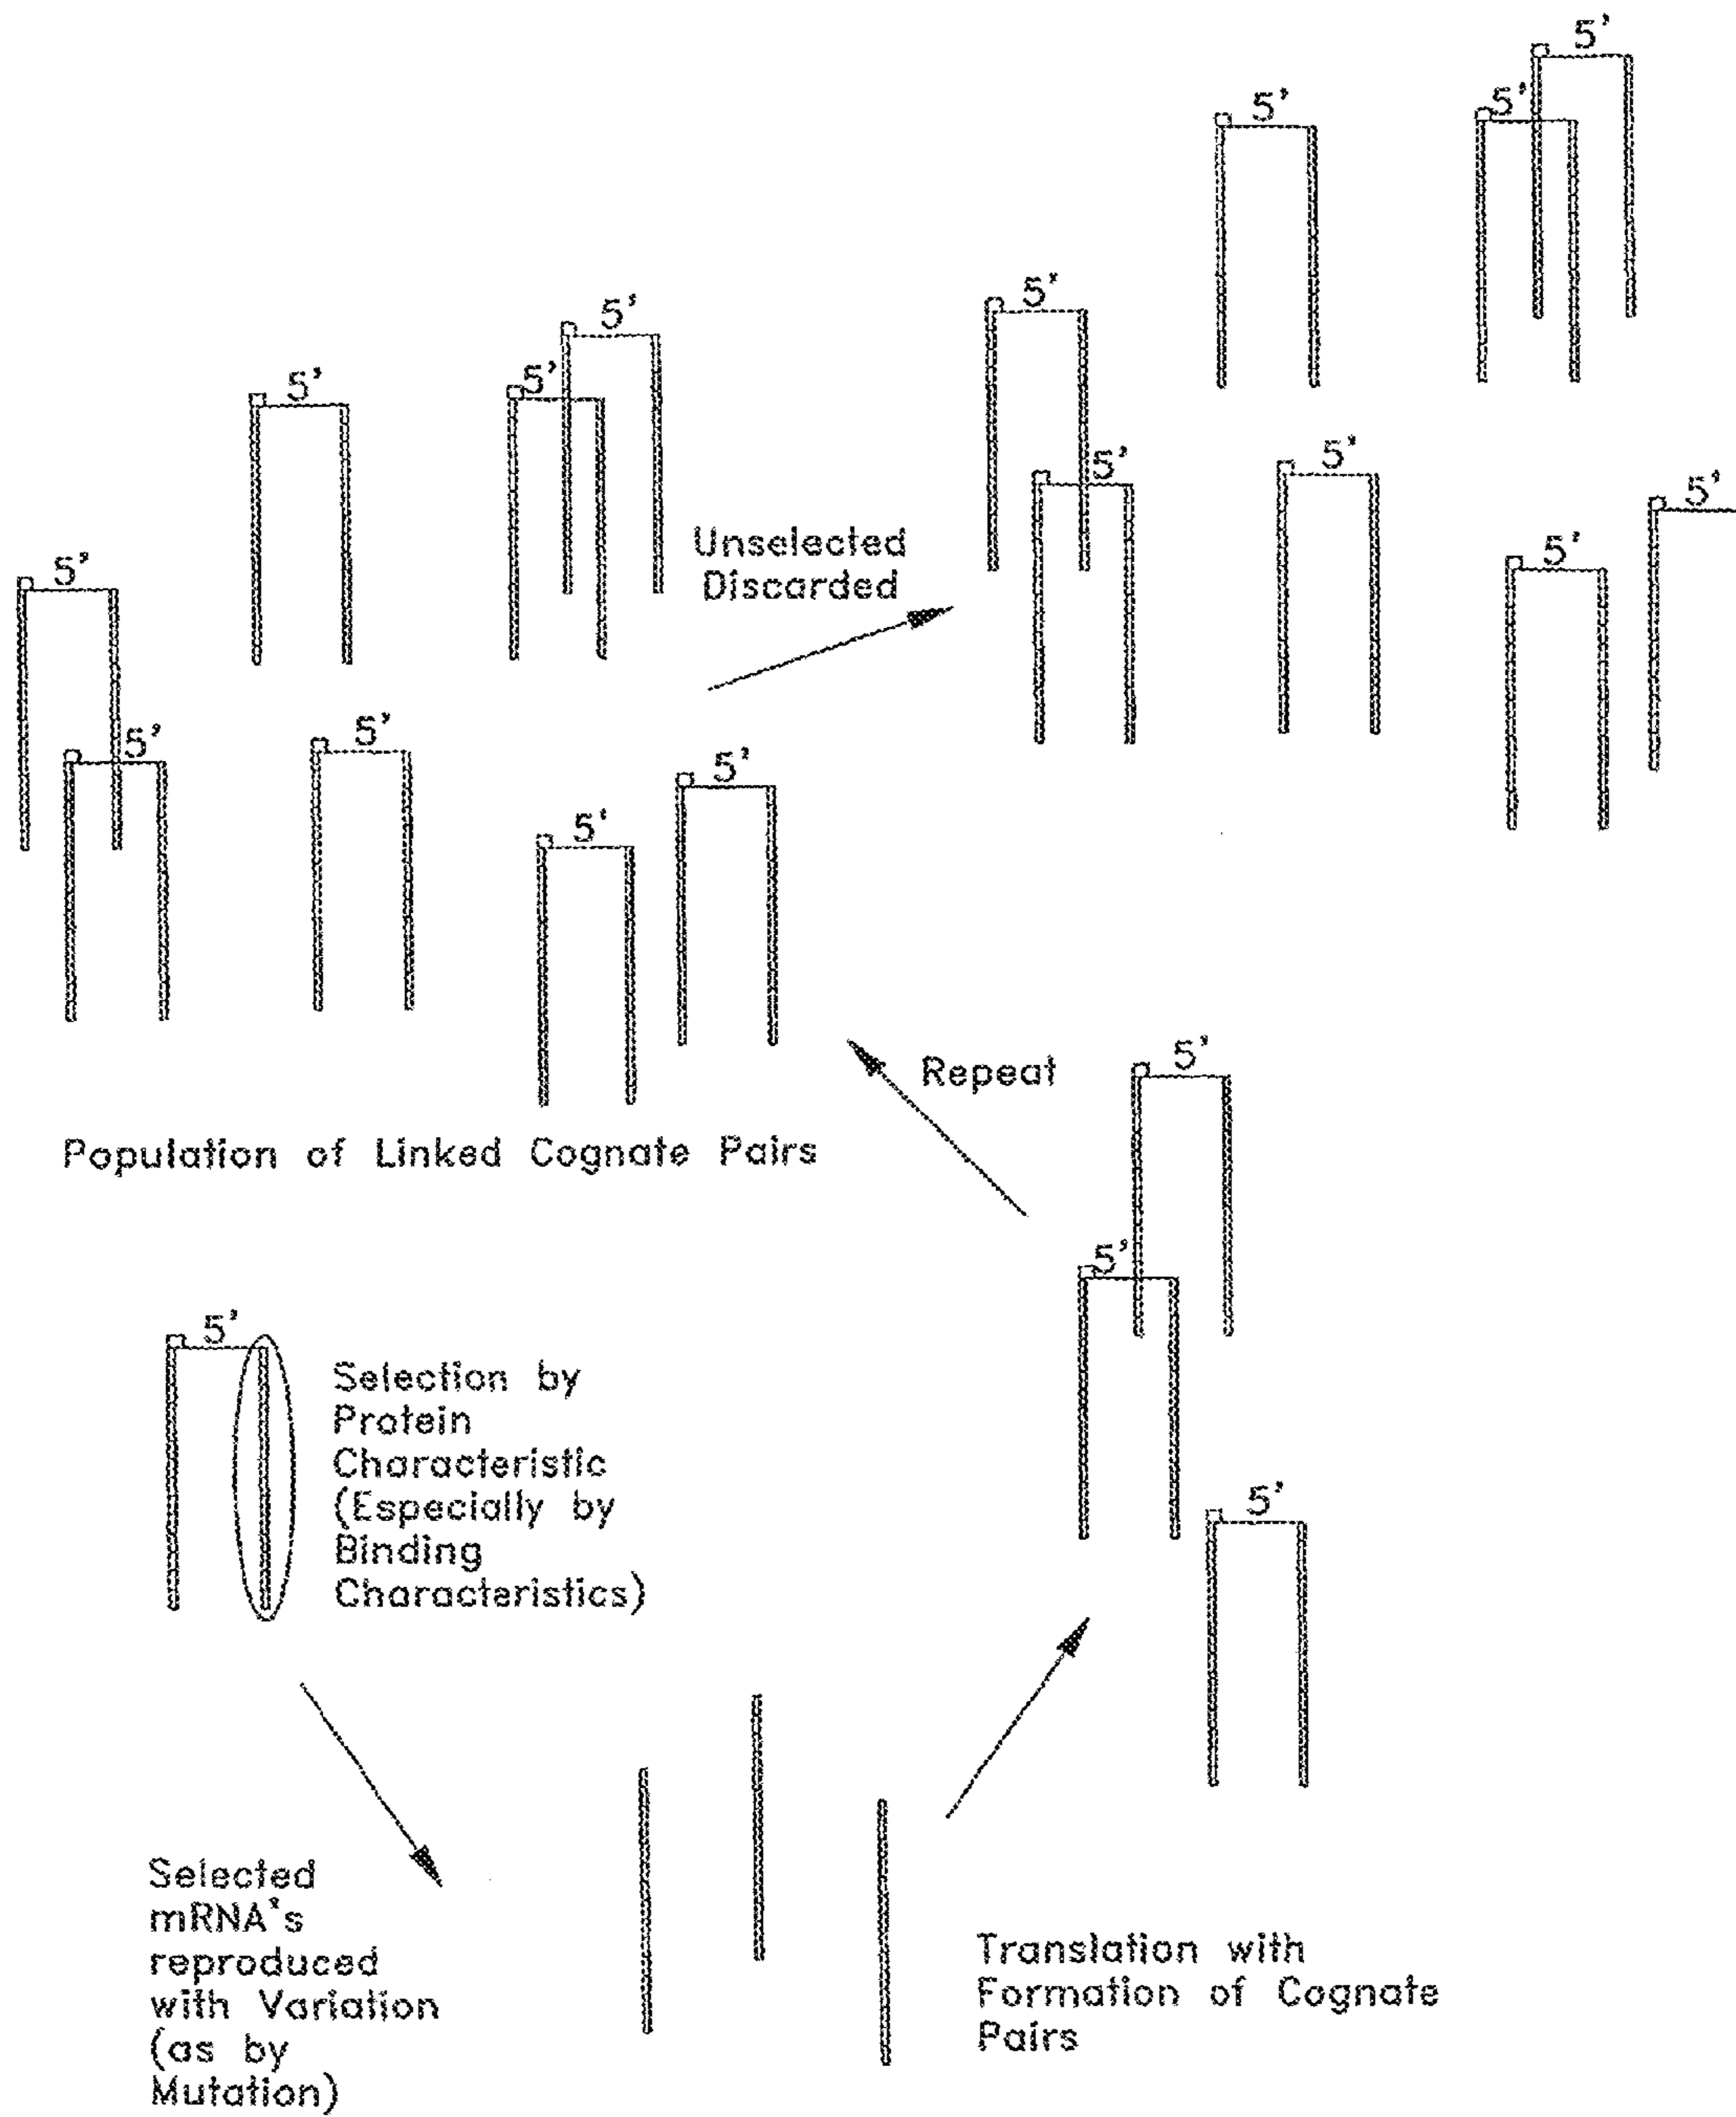 5'
5'
5'
5'
5'
5'
5'
5'
Population of Linked Cognate Pairs
Unselected
Discarded
5'
5'
5'
5'
5'
5'
5'
5'
5'
Selection by
Protein
Characteristic
(Especially by
Binding
Characteristics)
Selected
mRNA's
reproduced
with Variation
(as by
Mutation)
Translation with
Formation of Cognate
Pairs
5'
5'
5'
Repeat